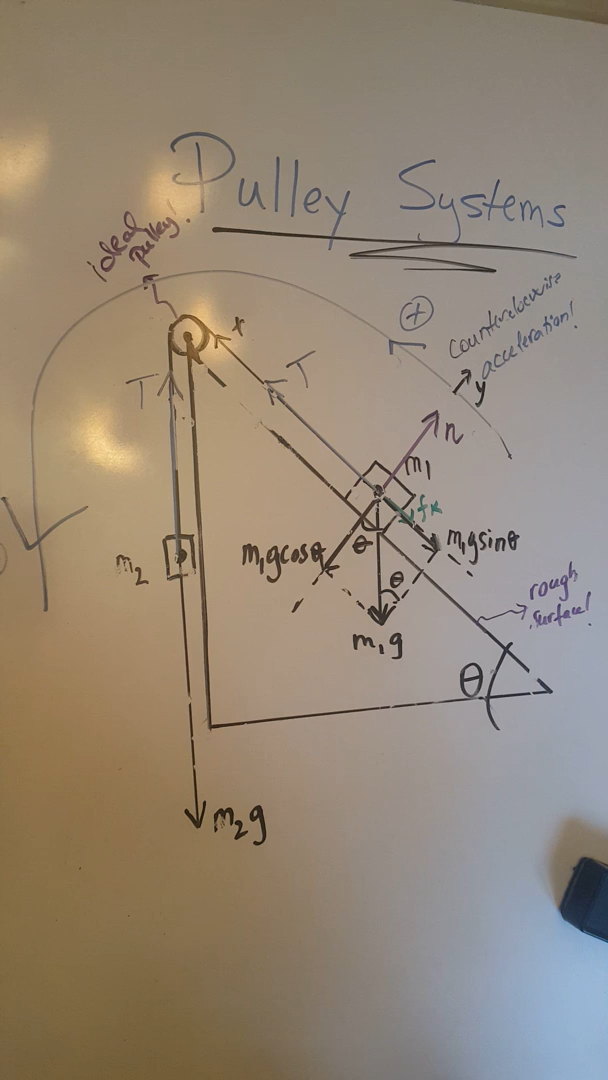 Pulley Systems
ideal
pulley!
+
counterclockwise
acceleration!
x
y
T
T
n
m₁
fk
m₁gsinθ
m₁gcosθ
θ
θ
m₂
m₁g
rough
surface!
θ
m₂g